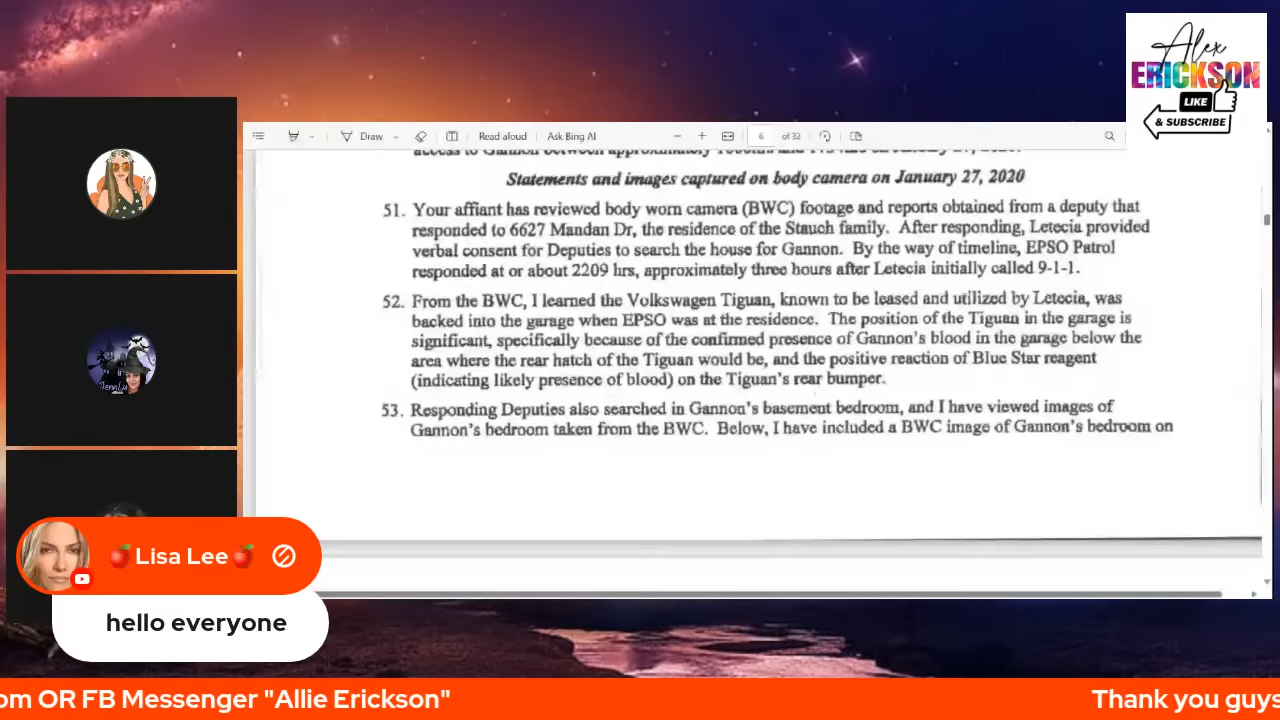 Alex
ERICKSON
LIKE
& SUBSCRIBE
Draw
Read aloud
Ask Bing AI
6
of 32
access to Gannon between approximately
Statements and images captured on body camera on January 27, 2020
51. Your affiant has reviewed body worn camera (BWC) footage and reports obtained from a deputy that
responded to 6627 Mandan Dr, the residence of the Stauch family. After responding, Letecia provided
verbal consent for Deputies to search the house for Gannon. By the way of timeline, EPSO Patrol
responded at or about 2209 hrs, approximately three hours after Letecia initially called 9-1-1.
52. From the BWC, I learned the Volkswagen Tiguan, known to be leased and utilized by Letecia, was
backed into the garage when EPSO was at the residence. The position of the Tiguan in the garage is
significant, specifically because of the confirmed presence of Gannon's blood in the garage below the
area where the rear hatch of the Tiguan would be, and the positive reaction of Blue Star reagent
(indicating likely presence of blood) on the Tiguan's rear bumper.
53. Responding Deputies also searched in Gannon's basement bedroom, and I have viewed images of
Gannon's bedroom taken from the BWC. Below, I have included a BWC image of Gannon's bedroom on
🍎Lisa Lee🍎
hello everyone
om OR FB Messenger "Allie Erickson"
Thank you guys